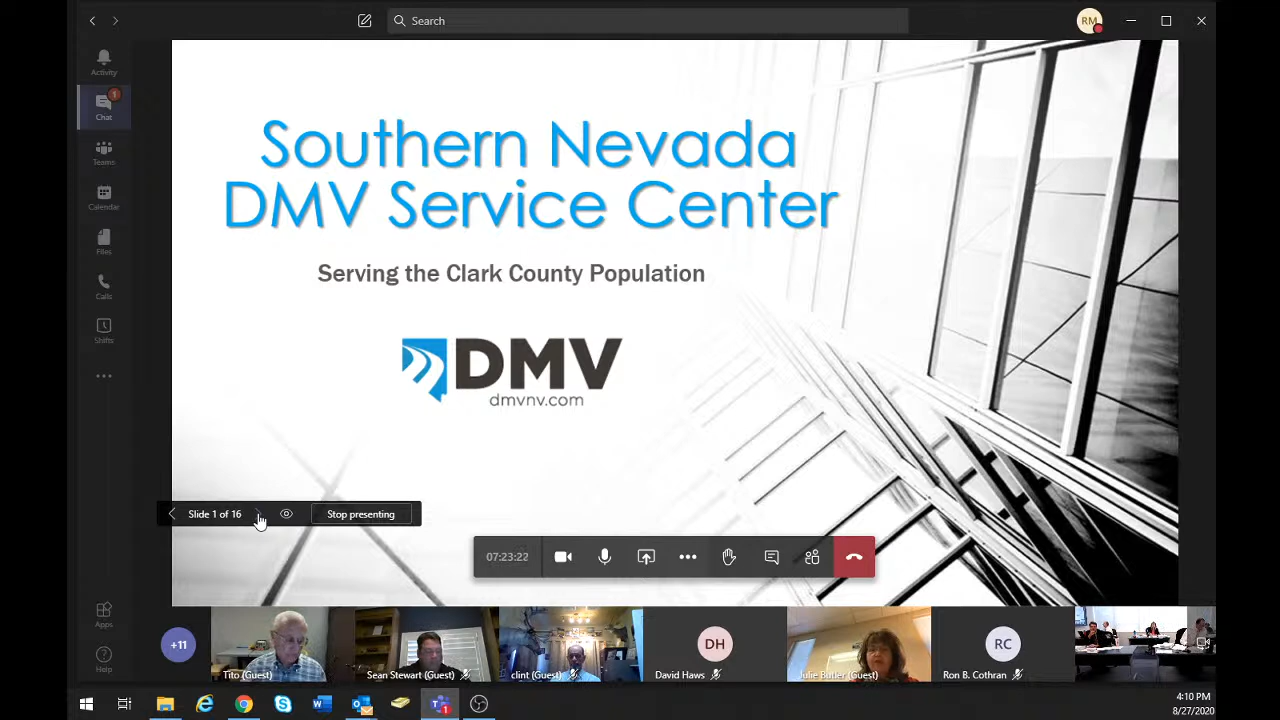 Search
RM
Activity
1
Chat
Teams
Calendar
Files
Calls
Shifts
Apps
Help
Southern Nevada
DMV Service Center
Serving the Clark County Population
DMV
dmvnv.com
Slide 1 of 16
Stop presenting
07:23:22
+11
Tito (Guest)
Sean Stewart (Guest)
clint (Guest)
DH
David Haws
Julie Butler (Guest)
RC
Ron B. Cothran
4:10 PM
8/27/2020